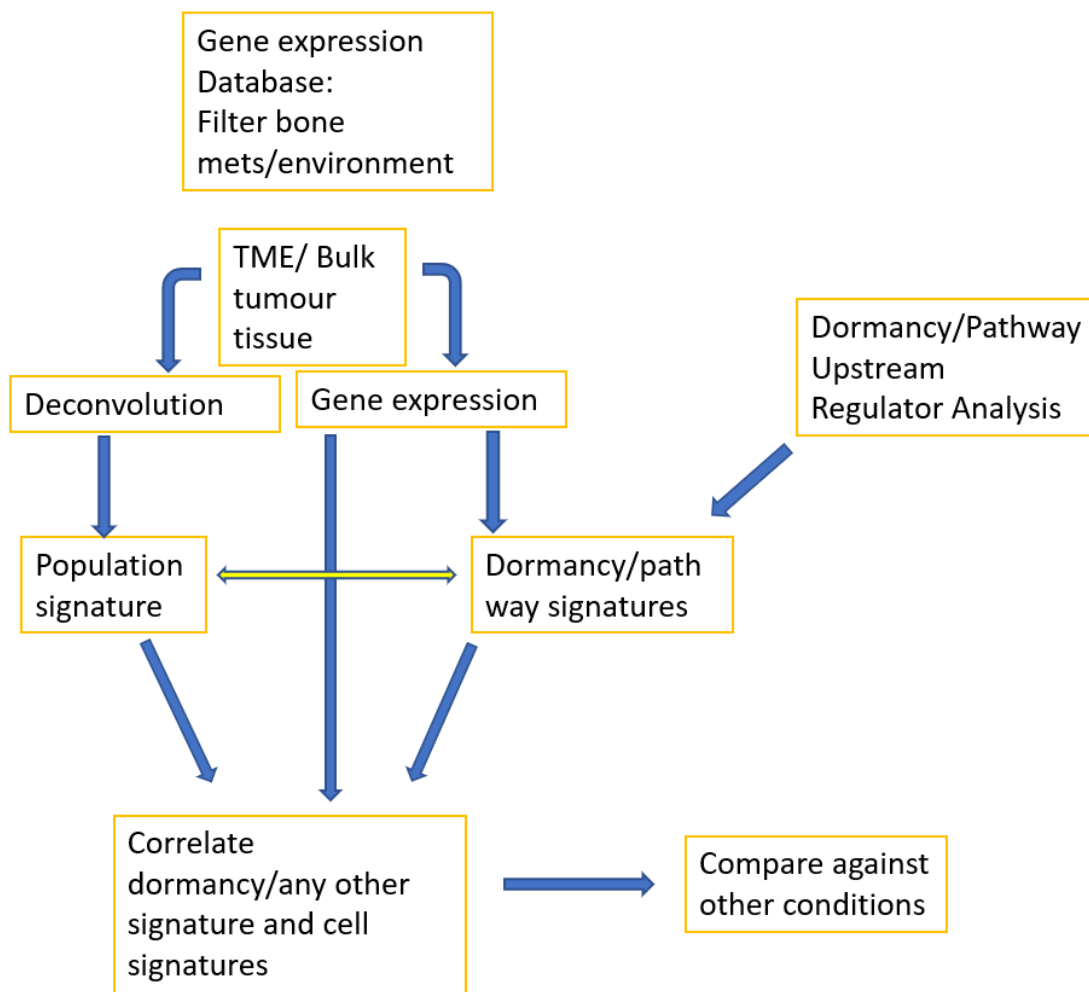 Gene expression
Database:
Filter bone
mets/environment
TME/ Bulk
tumour
tissue
Dormancy/Pathway
Upstream
Regulator Analysis
Deconvolution
Gene expression
Population
signature
Dormancy/path
way signatures
Correlate
dormancy/any other
signature and cell
signatures
Compare against
other conditions